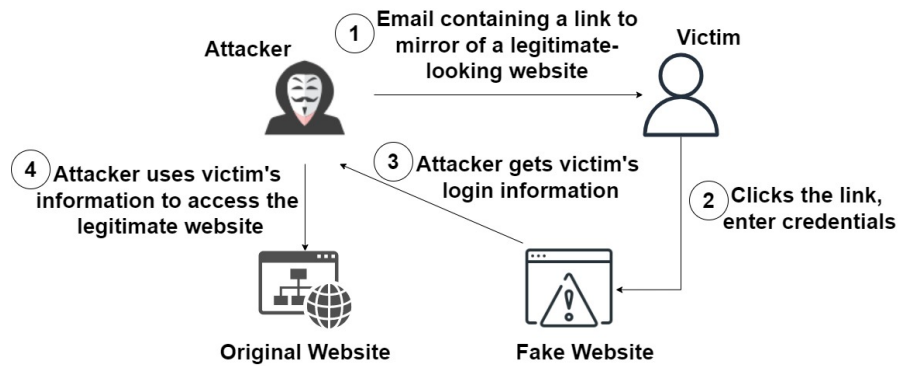 Attacker
1
Email containing a link to
mirror of a legitimate-
looking website
Victim
4
Attacker uses victim's
information to access the
legitimate website
3
Attacker gets victim's
login information
2
Clicks the link,
enter credentials
Original Website
Fake Website